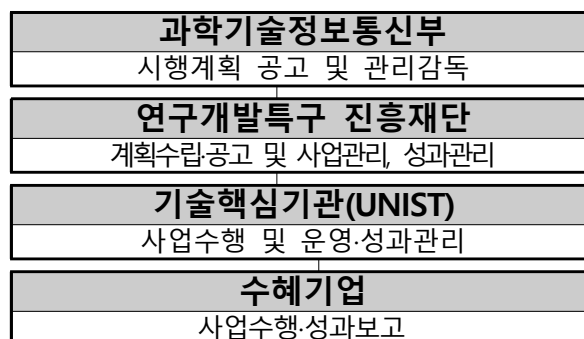 과학기술정보통신부
시행계획 공고 및 관리감독
연구개발특구 진흥재단
계획수립·공고 및 사업관리, 성과관리
기술핵심기관(UNIST)
사업수행 및 운영·성과관리
수혜기업
사업수행·성과보고